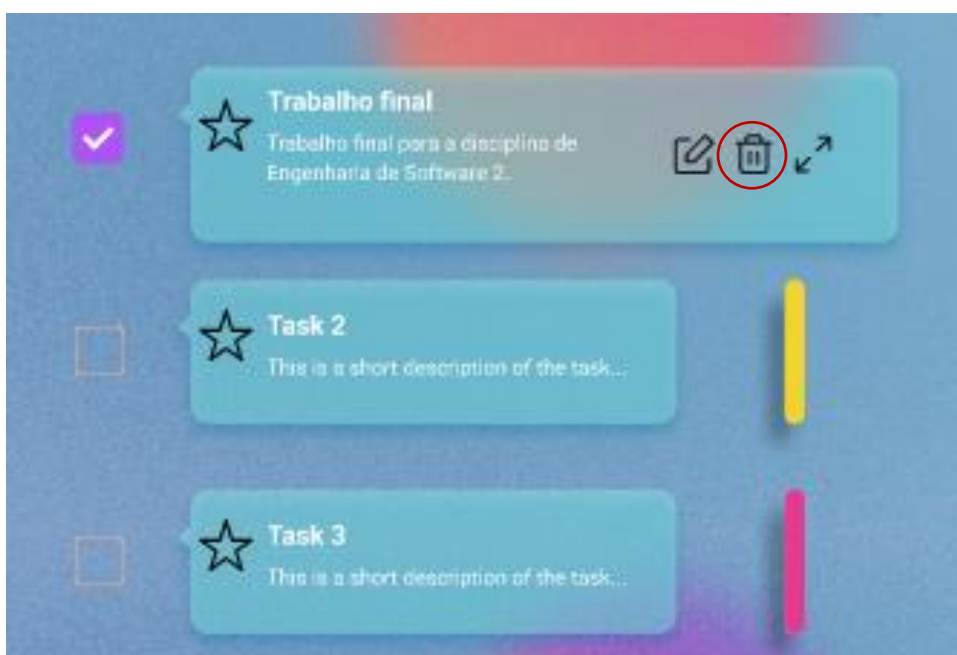 Trabalho final
Trabalho final para a disciplina de
Engenharia de Software 2.
Task 2
This is a short description of the task...
Task 3
This is a short description of the task...